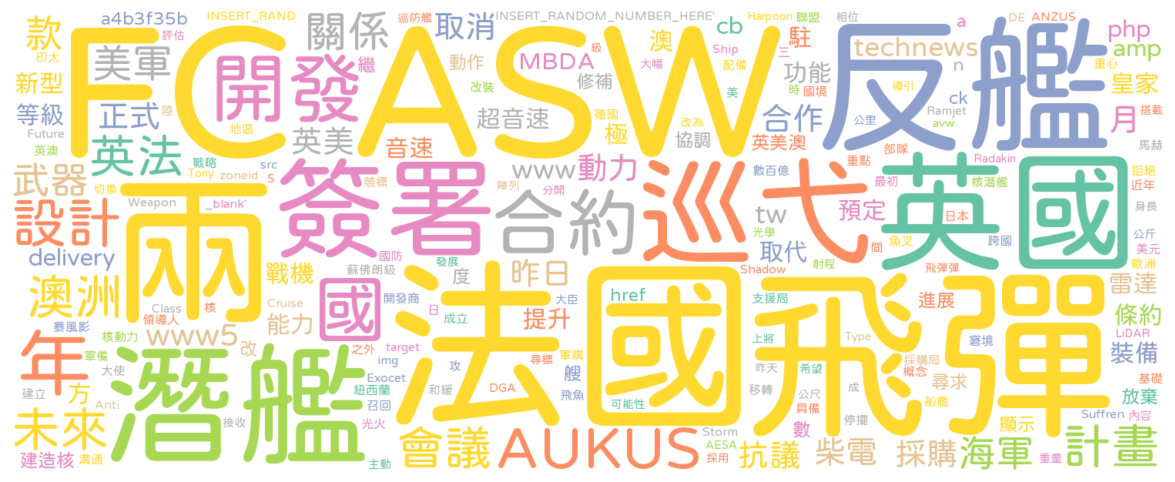 a4b3f35b INSERT_RAND 巡防艦 取消 INSERT_RANDOM_NUMBER_HERE' Harpoon 聯盟 相位 DE ANZUS
款 印太 評估 關係 級 大幅 Ship cb 澳 駐 配備 三 technews a 重心 php amp
FC ASW 反艦
新型 美軍 開發 繼 動作 MBDA 修補 功能 時 國境 美 導引 n 皇家
等級 正式 陸 改裝 超音速 德國 極 改為 協調 合作 公里 ck Ramjet 搭載 月
Future 地區 英美 音速 英美澳 部隊 avw 馬赫
英澳 英法 戰略 src Tony zoneid S 競標 陣列 www 動力 分開 數百億 重點 最初 Radakin 核潛艦 拒絕 近年
武器 切換 簽署 合約 巡弋 英國
Weapon _blank' tw 預定 日本 身長
設計 兩 光學 取代 間 魚叉 跨國 公斤 美元
delivery 國防 發展 昨日 度 蘇佛朗級 射程 飛彈彈 歐洲
澳洲 戰機 Shadow 雷達
Class 核 Cruise 國 開發商 日 成立 大臣 法國 href 支援局 進展 飛彈 條約
年 暴風影 領導人 www5 能力 提升 上將 Type 窘境 LiDAR
核動力 改 之外 target 攻 軍購 尋標 採購局 概念 裝備
潛艦 軍備 大使 img 艘 昨天 希望 尋求 基礎
建立 方 Exocet 紐西蘭 和緩 DGA 飛魚 移轉 公尺 成 船艦 放棄
Anti 召回 可能性 具備 Suffren 內容
未來 接收 光火 會議 AUKUS Storm 數 停擺 顯示
建造核 溝通 主動 AESA 採用 抗議 柴電 採購 海軍 重量 計畫